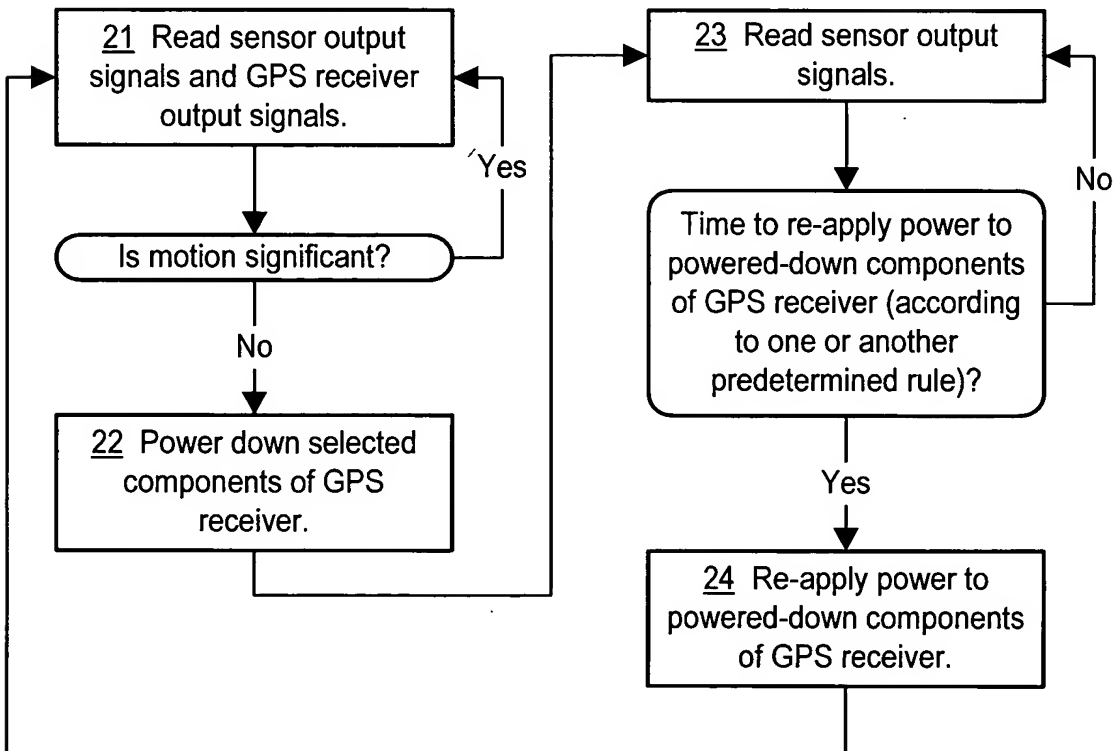 21 Read sensor output
signals and GPS receiver
output signals.
Yes
Is motion significant?
No
22 Power down selected
components of GPS
receiver.
23 Read sensor output
signals.
No
Time to re-apply power to
powered-down components
of GPS receiver (according
to one or another
predetermined rule)?
Yes
24 Re-apply power to
powered-down components
of GPS receiver.